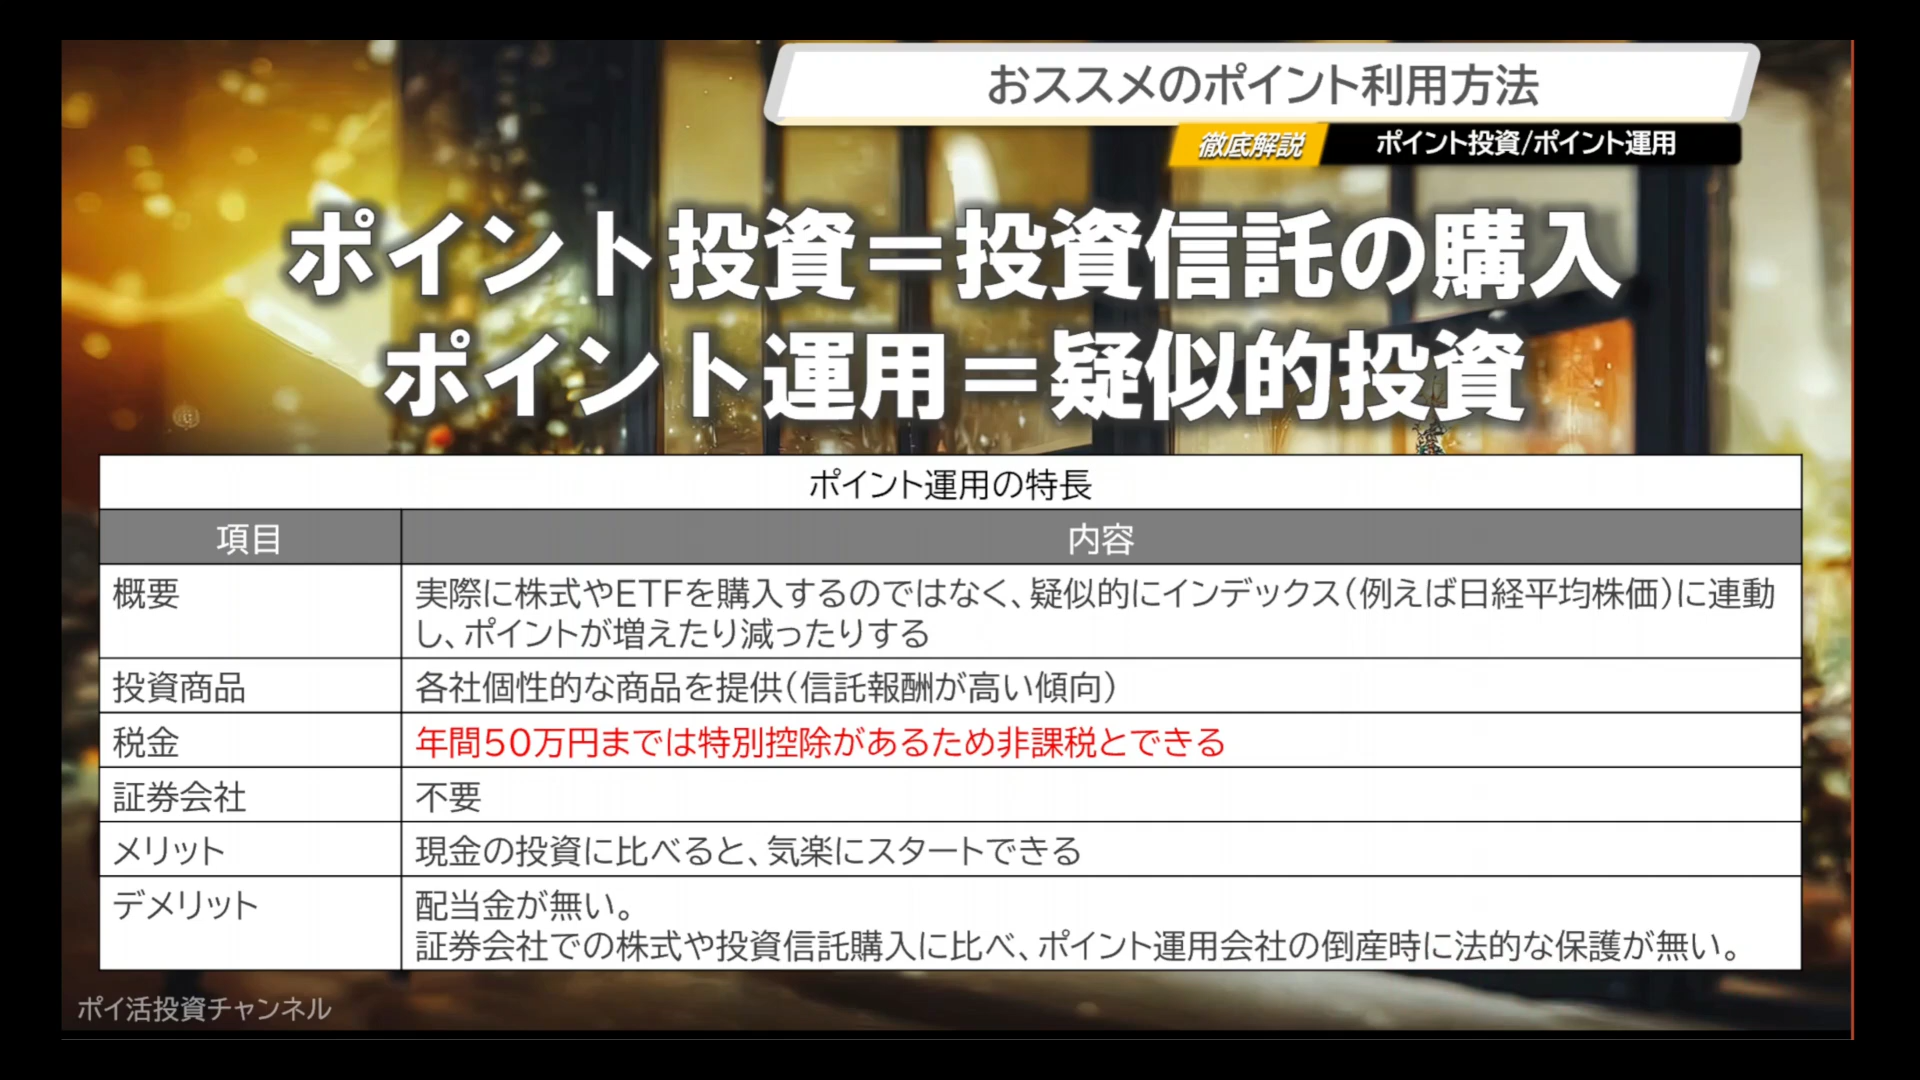 おススメのポイント利用方法
徹底解説 ポイント投資/ポイント運用
ポイント投資=投資信託の購入
ポイント運用=疑似的投資
ポイント運用の特長
項目 内容
概要 実際に株式やETFを購入するのではなく、疑似的にインデックス(例えば日経平均株価)に連動
し、ポイントが増えたり減ったりする
投資商品 各社個性的な商品を提供(信託報酬が高い傾向)
税金 年間50万円までは特別控除があるため非課税とできる
証券会社 不要
メリット 現金の投資に比べると、気楽にスタートできる
デメリット 配当金が無い。
証券会社での株式や投資信託購入に比べ、ポイント運用会社の倒産時に法的な保護が無い。
ポイ活投資チャンネル